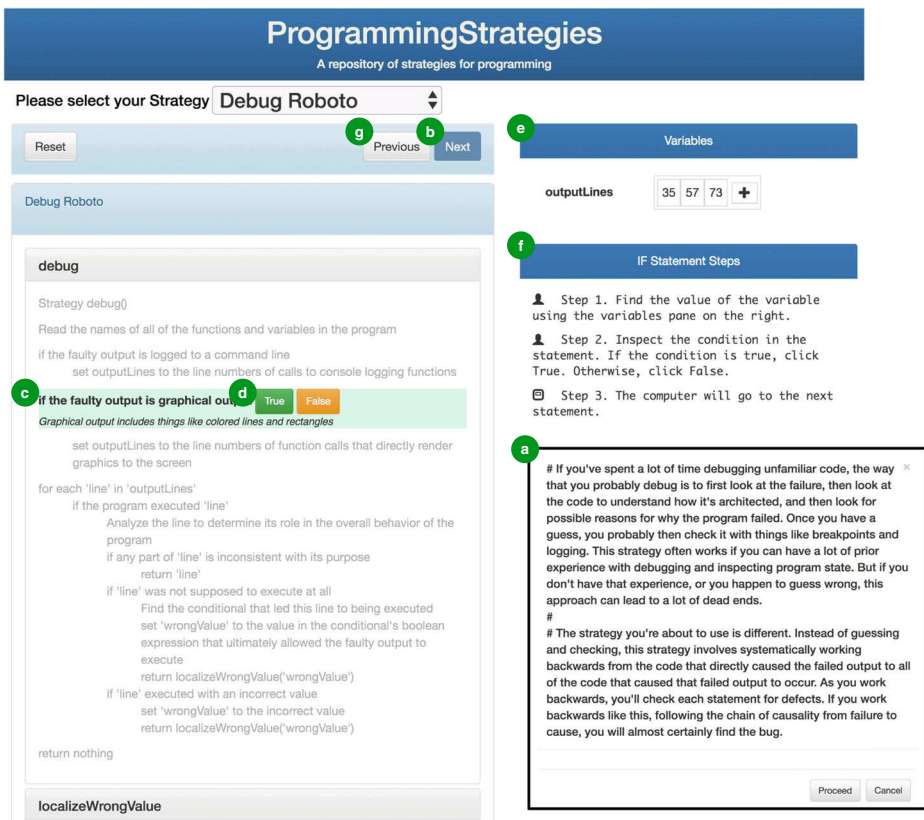 ProgrammingStrategies
A repository of strategies for programming
Please select your Strategy Debug Roboto
g
b
Reset
Previous
Next
Debug Roboto
debug
Strategy debug()
Read the names of all of the functions and variables in the program
if the faulty output is logged to a command line
set outputLines to the line numbers of calls to console logging functions
c
d
if the faulty output is graphical outp
True
False
Graphical output includes things like colored lines and rectangles
set outputLines to the line numbers of function calls that directly render
graphics to the screen
for each 'line' in 'outputLines'
if the program executed 'line'
Analyze the line to determine its role in the overall behavior of the
program
if any part of 'line' is inconsistent with its purpose
return 'line'
if 'line' was not supposed to execute at all
Find the conditional that led this line to being executed
set 'wrongValue' to the value in the conditional's boolean
expression that ultimately allowed the faulty output to
execute
return localizeWrongValue('wrongValue')
if 'line' executed with an incorrect value
set 'wrongValue' to the incorrect value
return localizeWrongValue('wrongValue')
return nothing
localizeWrongValue
e
Variables
outputLines 35 57 73 +
f
IF Statement Steps
Step 1. Find the value of the variable
using the variables pane on the right.
Step 2. Inspect the condition in the
statement. If the condition is true, click
True. Otherwise, click False.
Step 3. The computer will go to the next
statement.
a
# If you've spent a lot of time debugging unfamiliar code, the way ×
that you probably debug is to first look at the failure, then look at
the code to understand how it's architected, and then look for
possible reasons for why the program failed. Once you have a
guess, you probably then check it with things like breakpoints and
logging. This strategy often works if you can have a lot of prior
experience with debugging and inspecting program state. But if you
don't have that experience, or you happen to guess wrong, this
approach can lead to a lot of dead ends.
#
# The strategy you're about to use is different. Instead of guessing
and checking, this strategy involves systematically working
backwards from the code that directly caused the failed output to all
of the code that caused that failed output to occur. As you work
backwards, you'll check each statement for defects. If you work
backwards like this, following the chain of causality from failure to
cause, you will almost certainly find the bug.
Proceed
Cancel